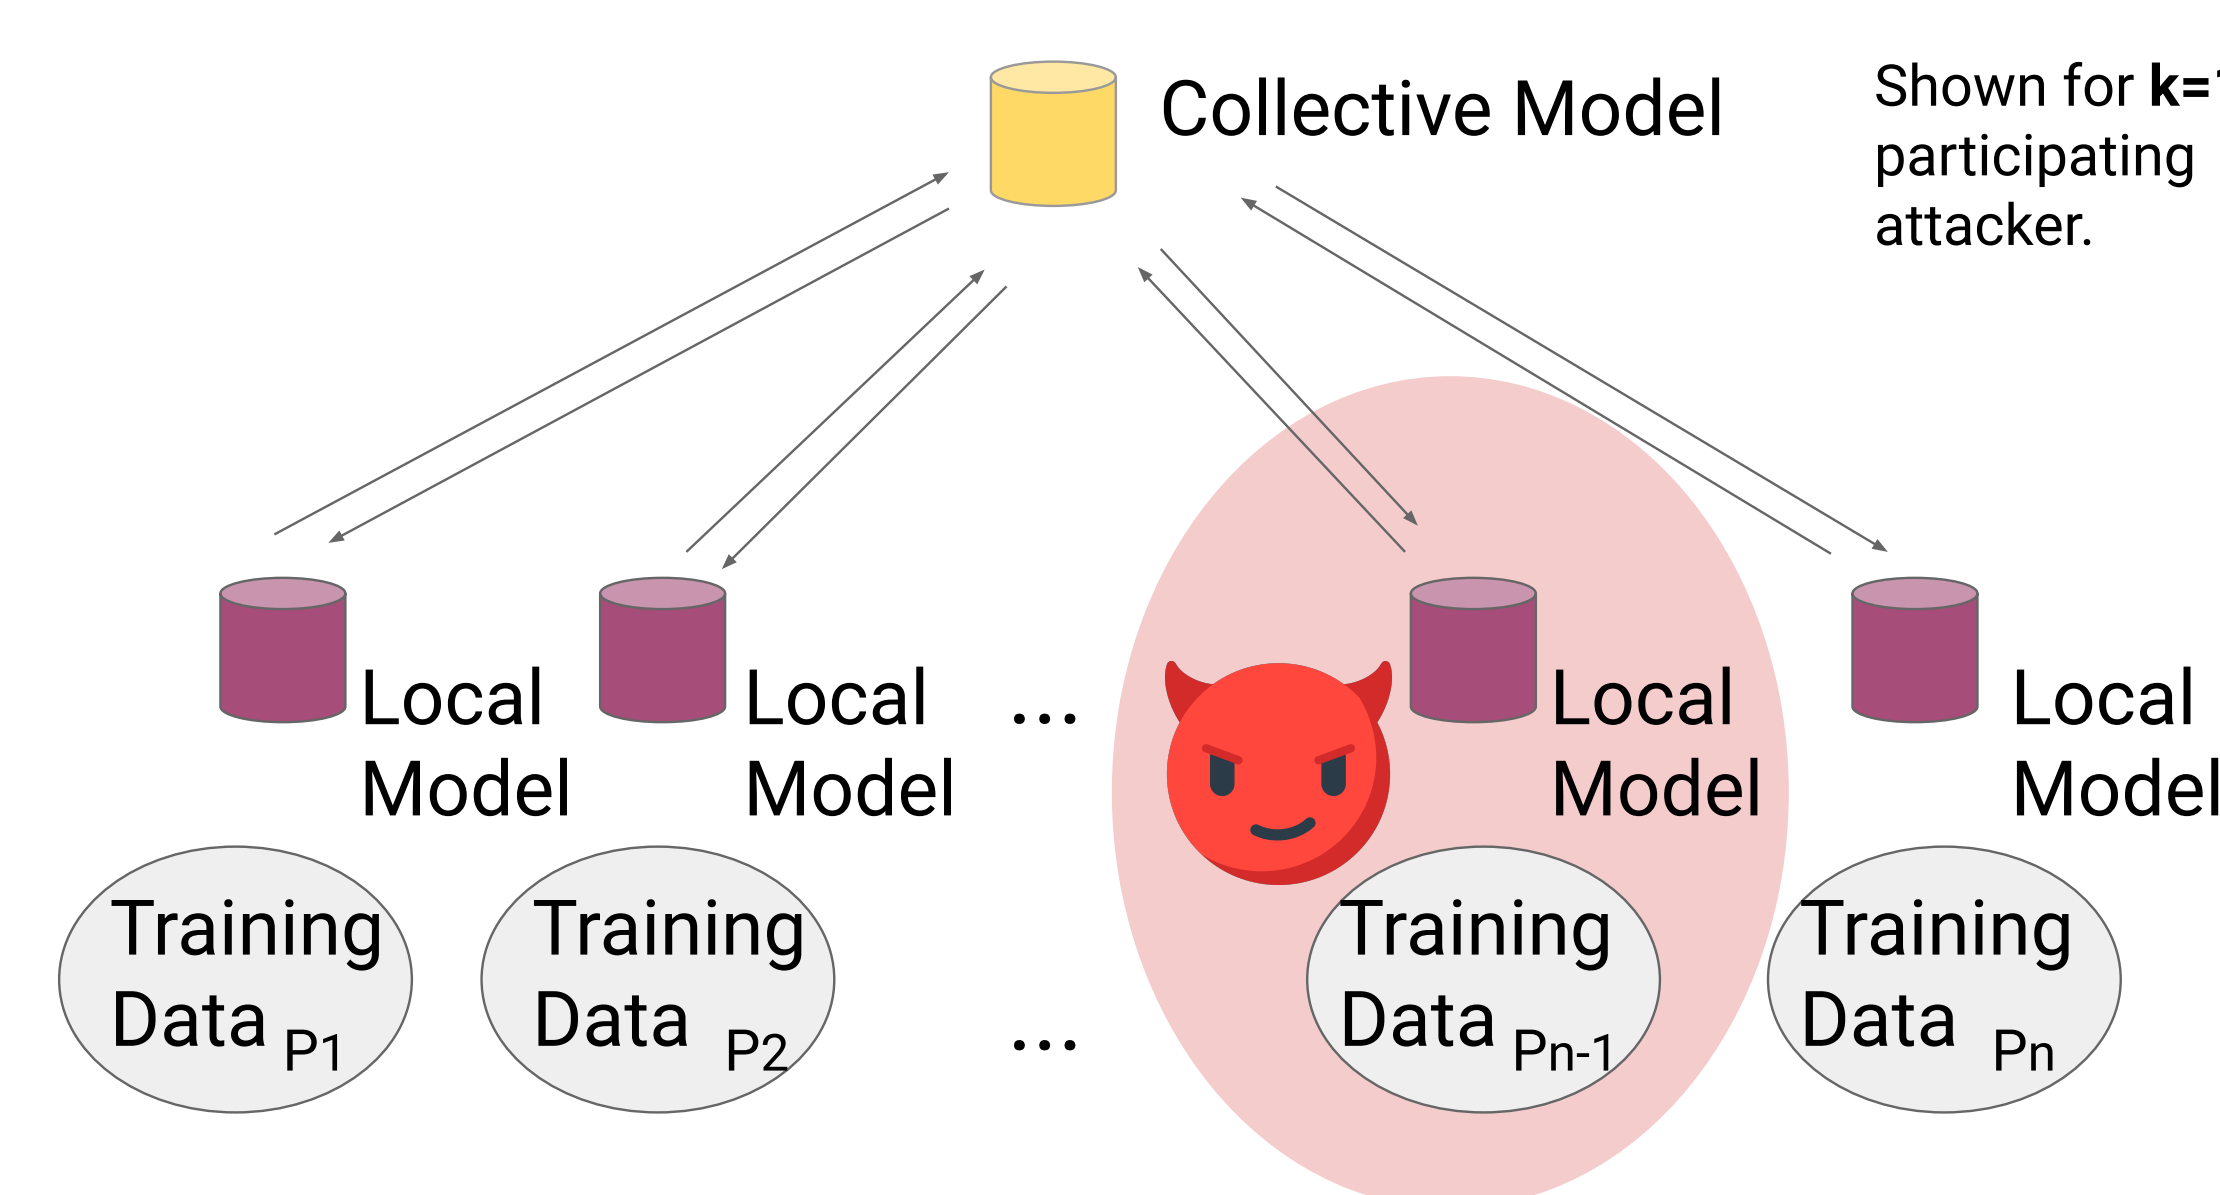 Collective Model
Shown for k=1
participating
attacker.
Local
Model
Local
Model
...
Local
Model
Local
Model
Training
Data P1
Training
Data P2
...
Training
Data Pn-1
Training
Data Pn